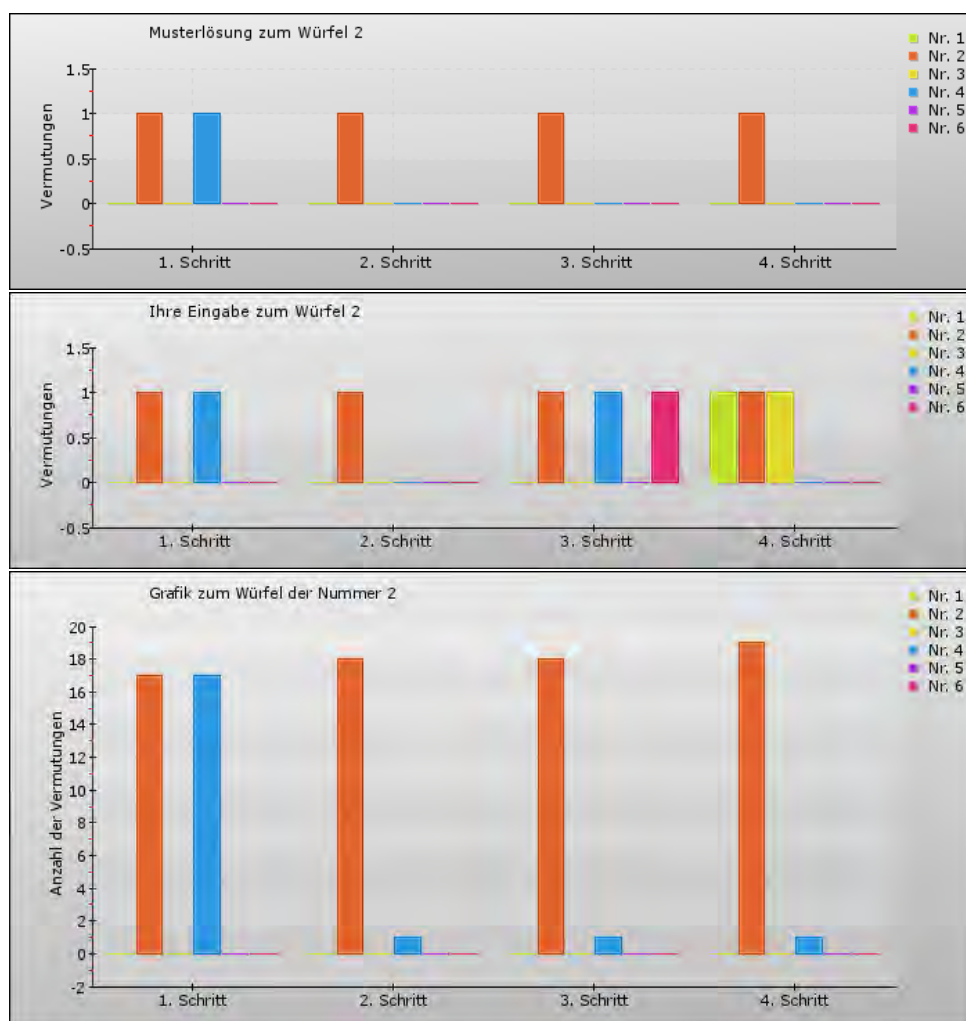 Musterlösung zum Würfel 2
Nr. 1
Nr. 2
Nr. 3
Nr. 4
Nr. 5
Nr. 6
Vermutungen
1.5
1
0.5
0
-0.5
1. Schritt
2. Schritt
3. Schritt
4. Schritt
Ihre Eingabe zum Würfel 2
Nr. 1
Nr. 2
Nr. 3
Nr. 4
Nr. 5
Nr. 6
Vermutungen
1.5
1
0.5
0
-0.5
1. Schritt
2. Schritt
3. Schritt
4. Schritt
Grafik zum Würfel der Nummer 2
Nr. 1
Nr. 2
Nr. 3
Nr. 4
Nr. 5
Nr. 6
Anzahl der Vermutungen
20
18
16
14
12
10
8
6
4
2
0
-2
1. Schritt
2. Schritt
3. Schritt
4. Schritt